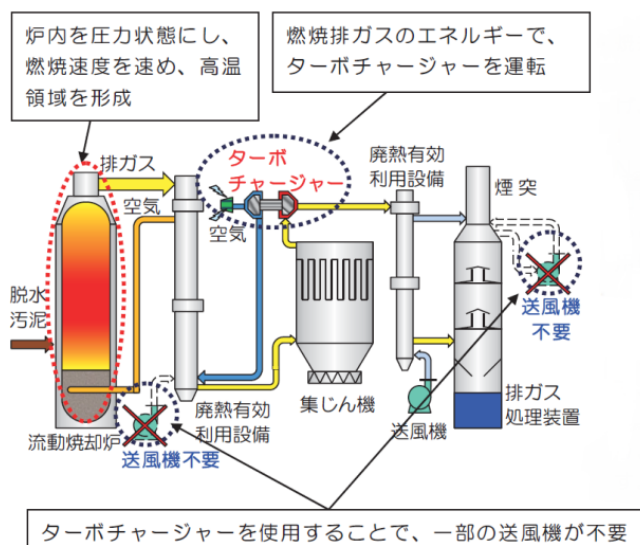 炉内を圧力状態にし、
燃焼速度を速め、高温
領域を形成
燃焼排ガスのエネルギーで、
ターボチャージャーを運転
排ガス
空気
ターボ
チャージャー
空気
廃熱有効
利用設備
煙突
脱水
汚泥
送風機
不要
流動焼却炉
送風機不要
廃熱有効
利用設備
集じん機
送風機
排ガス
処理装置
ターボチャージャーを使用することで、一部の送風機が不要